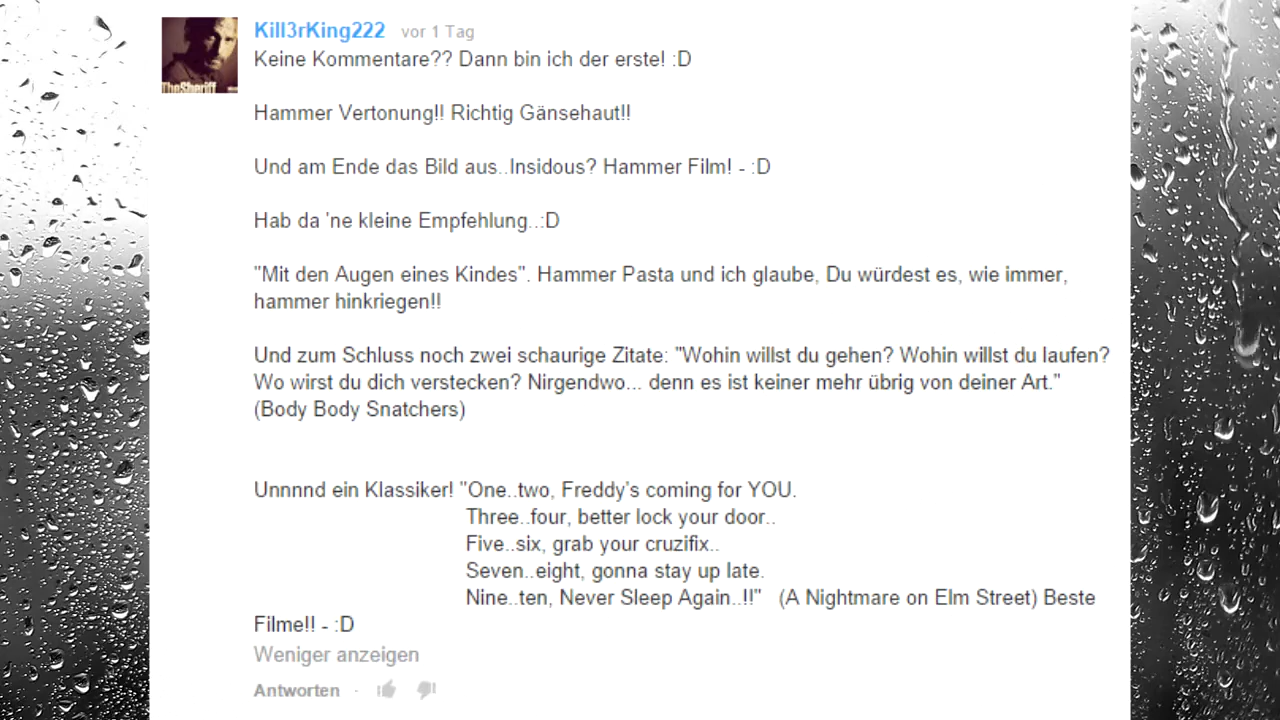 Kill3rKing222 vor 1 Tag
Keine Kommentare?? Dann bin ich der erste! :D
Hammer Vertonung!! Richtig Gänsehaut!!
Und am Ende das Bild aus..Insidous? Hammer Film! - :D
Hab da 'ne kleine Empfehlung..:D
"Mit den Augen eines Kindes". Hammer Pasta und ich glaube, Du würdest es, wie immer,
hammer hinkriegen!!
Und zum Schluss noch zwei schaurige Zitate: "Wohin willst du gehen? Wohin willst du laufen?
Wo wirst du dich verstecken? Nirgendwo... denn es ist keiner mehr übrig von deiner Art."
(Body Body Snatchers)
Unnnnd ein Klassiker! "One..two, Freddy's coming for YOU.
Three..four, better lock your door..
Five..six, grab your cruzifix..
Seven..eight, gonna stay up late.
Nine..ten, Never Sleep Again..!!" (A Nightmare on Elm Street) Beste
Filme!! - :D
Weniger anzeigen
Antworten ·
TheSheriff